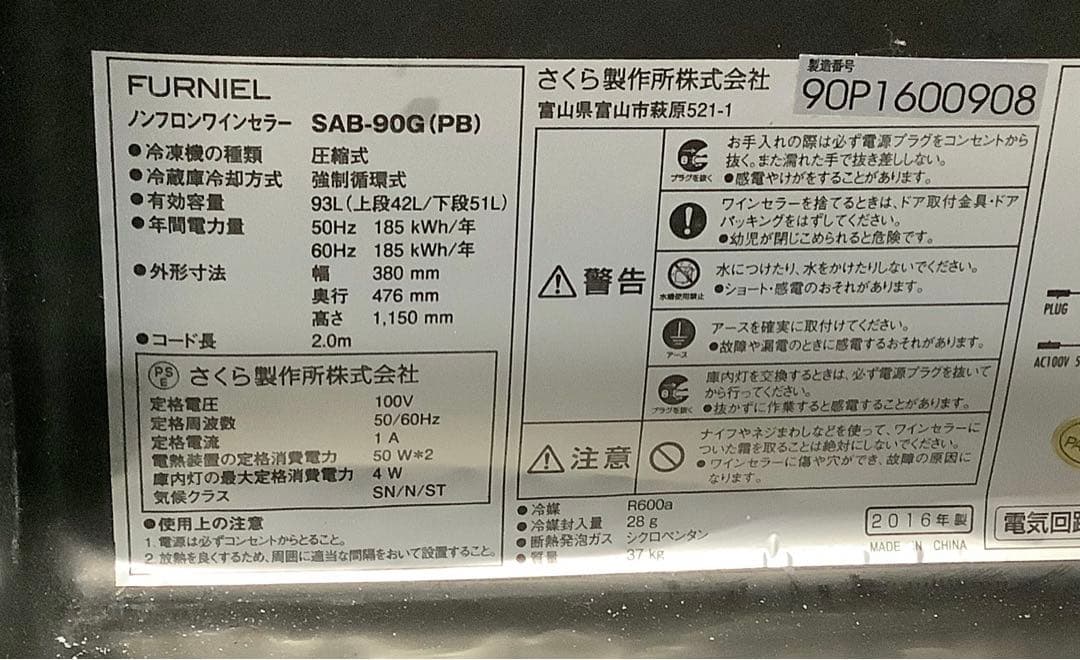 FURNIEL
ノンフロンワインセラー SAB-90G(PB)
●冷凍機の種類 圧縮式
●冷蔵庫冷却方式 強制循環式
●有効容量 93L(上段42L/下段51L)
●年間電力量 50Hz 185 kWh/年
60Hz 185 kWh/年
●外形寸法 幅 380 mm
奥行 476 mm
高さ 1,150 mm
●コード長 2.0m
PSE さくら製作所株式会社
定格電圧 100V
定格周波数 50/60Hz
定格電流 1 A
電熱装置の定格消費電力 50 W*2
庫内灯の最大定格消費電力 4 W
気候クラス SN/N/ST
●使用上の注意
1. 電源は必ずコンセントからとること。
2. 放熱を良くするため、周囲に適当な間隔をおいて設置すること。
さくら製作所株式会社
富山県富山市萩原521-1
製造番号
90P1600908
警告
プラグを抜く
お手入れの際は必ず電源プラグをコンセントから
抜く。また濡れた手で抜き差ししない。
●感電やけがをすることがあります。
ワインセラーを捨てるときは、ドア取付金具・ドア
パッキングをはずしてください。
●幼児が閉じこめられると危険です。
水場使用禁止
水につけたり、水をかけたりしないでください。
●ショート・感電のおそれがあります。
アース
アースを確実に取付けてください。
●故障や漏電のときに感電するおそれがあります。
プラグを抜く
庫内灯を交換するときは、必ず電源プラグを抜いて
から行ってください。
●抜かずに作業すると感電することがあります。
注意
ナイフやネジまわしなどを使って、ワインセラーに
ついた霜を取ることは絶対にしないでください。
●ワインセラーに傷や穴ができ、故障の原因に
なります。
●冷媒 R600a
●冷媒封入量 28 g
●断熱発泡ガス シクロペンタン
●質量 37 kg
2016年製
MADE IN CHINA
PLUG
AC100V
電気回路